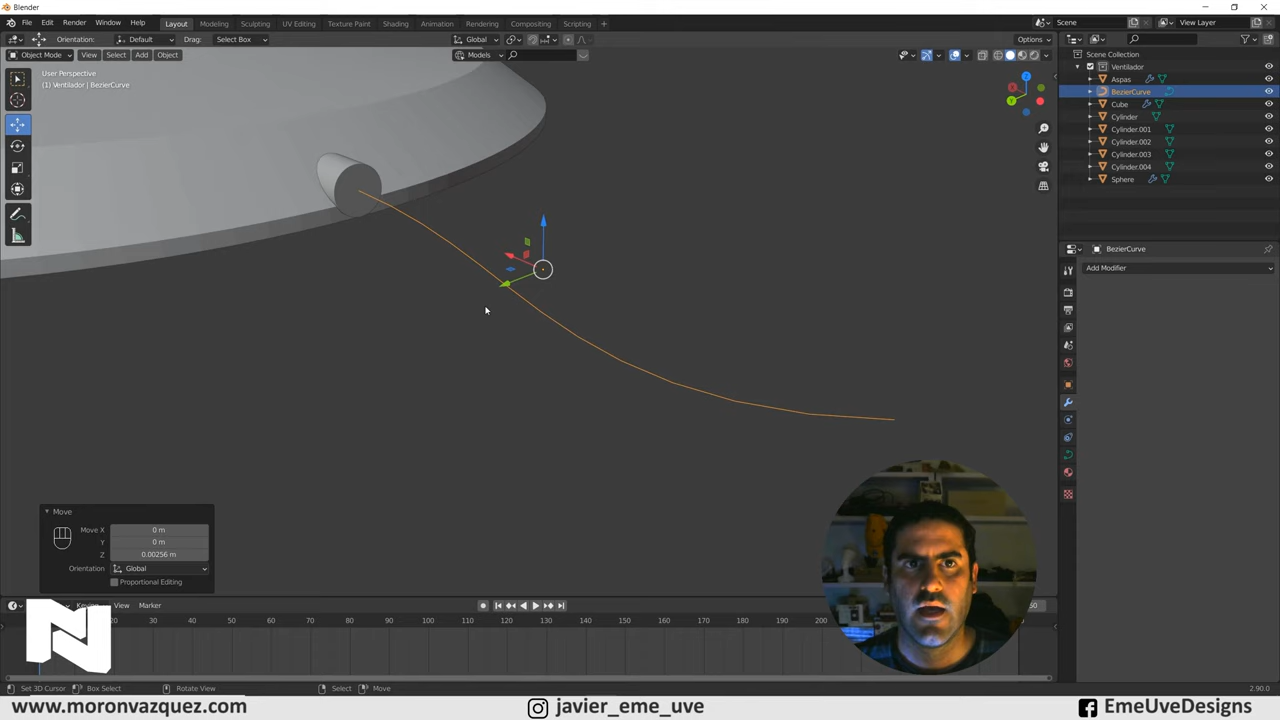 Blender
File Edit Render Window Help
Layout Modeling Sculpting UV Editing Texture Paint Shading Animation Rendering Compositing Scripting +
Scene
View Layer
Orientation: Default Drag: Select Box
Global
Options
Object Mode View Select Add Object
Models
User Perspective
(1) Ventilador | BezierCurve
Scene Collection
Ventilador
Aspas
BezierCurve
Cube
Cylinder
Cylinder.001
Cylinder.002
Cylinder.003
Cylinder.004
Sphere
BezierCurve
Add Modifier
Move
Move X 0 m
Y 0 m
Z 0.00256 m
Orientation Global
Proportional Editing
View Marker
20 30 40 50 60 70 80 90 100 110 120 130 140 150 160 170 180 190 200
N
Set 3D Cursor Box Select Rotate View Select Move
2.90.0
www.moronvazquez.com javier_eme_uve EmeUveDesigns